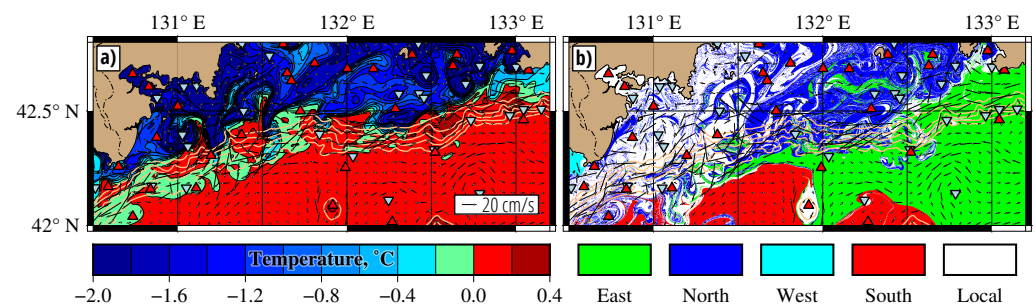 131° E 132° E 133° E 131° E 132° E 133° E
a) b)
42.5° N
20 cm/s
42° N
Temperature, °C
−2.0 −1.6 −1.2 −0.8 −0.4 0.0 0.4 East North West South Local